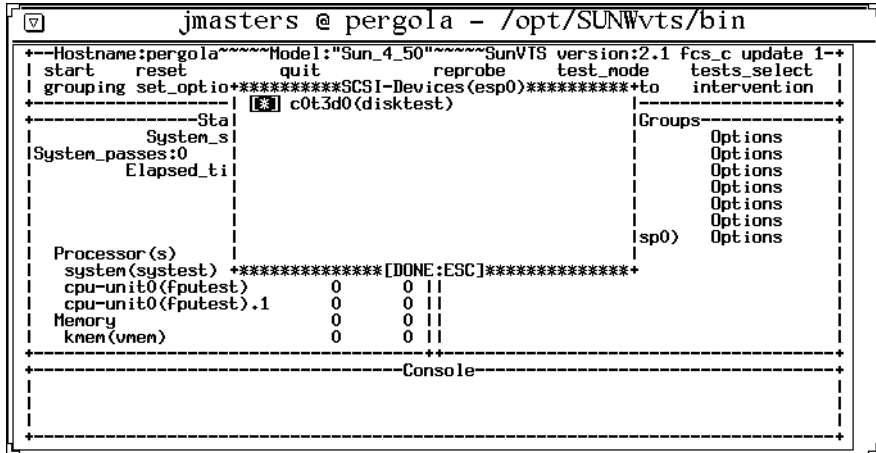 jmasters @ pergola - /opt/SUNWvts/bin
+--Hostname:pergola~~~~~Model:"Sun_4_50"~~~~~SunVTS version:2.1 fcs_c update 1-+
| start reset quit reprobe test_mode tests_select |
| grouping set_optio+**********SCSI-Devices(esp0)**********+to intervention |
+--------------------| [*] c0t3d0(disktest) |--------------------+
+-----------------Sta| |Groups---------------+
| System_s| | Options |
|System_passes:0 | | Options |
| Elapsed_ti| | Options |
| | | Options |
| | | Options |
| | | Options |
| | |sp0) Options |
| Processor(s) | | |
| system(systest) +**************[DONE:ESC]**************+ |
| cpu-unit0(fputest) 0 0 || |
| cpu-unit0(fputest).1 0 0 || |
| Memory 0 0 || |
| kmem(vmem) 0 0 || |
+---------------------------------------++---------------------------------------+
+------------------------------------Console------------------------------------+